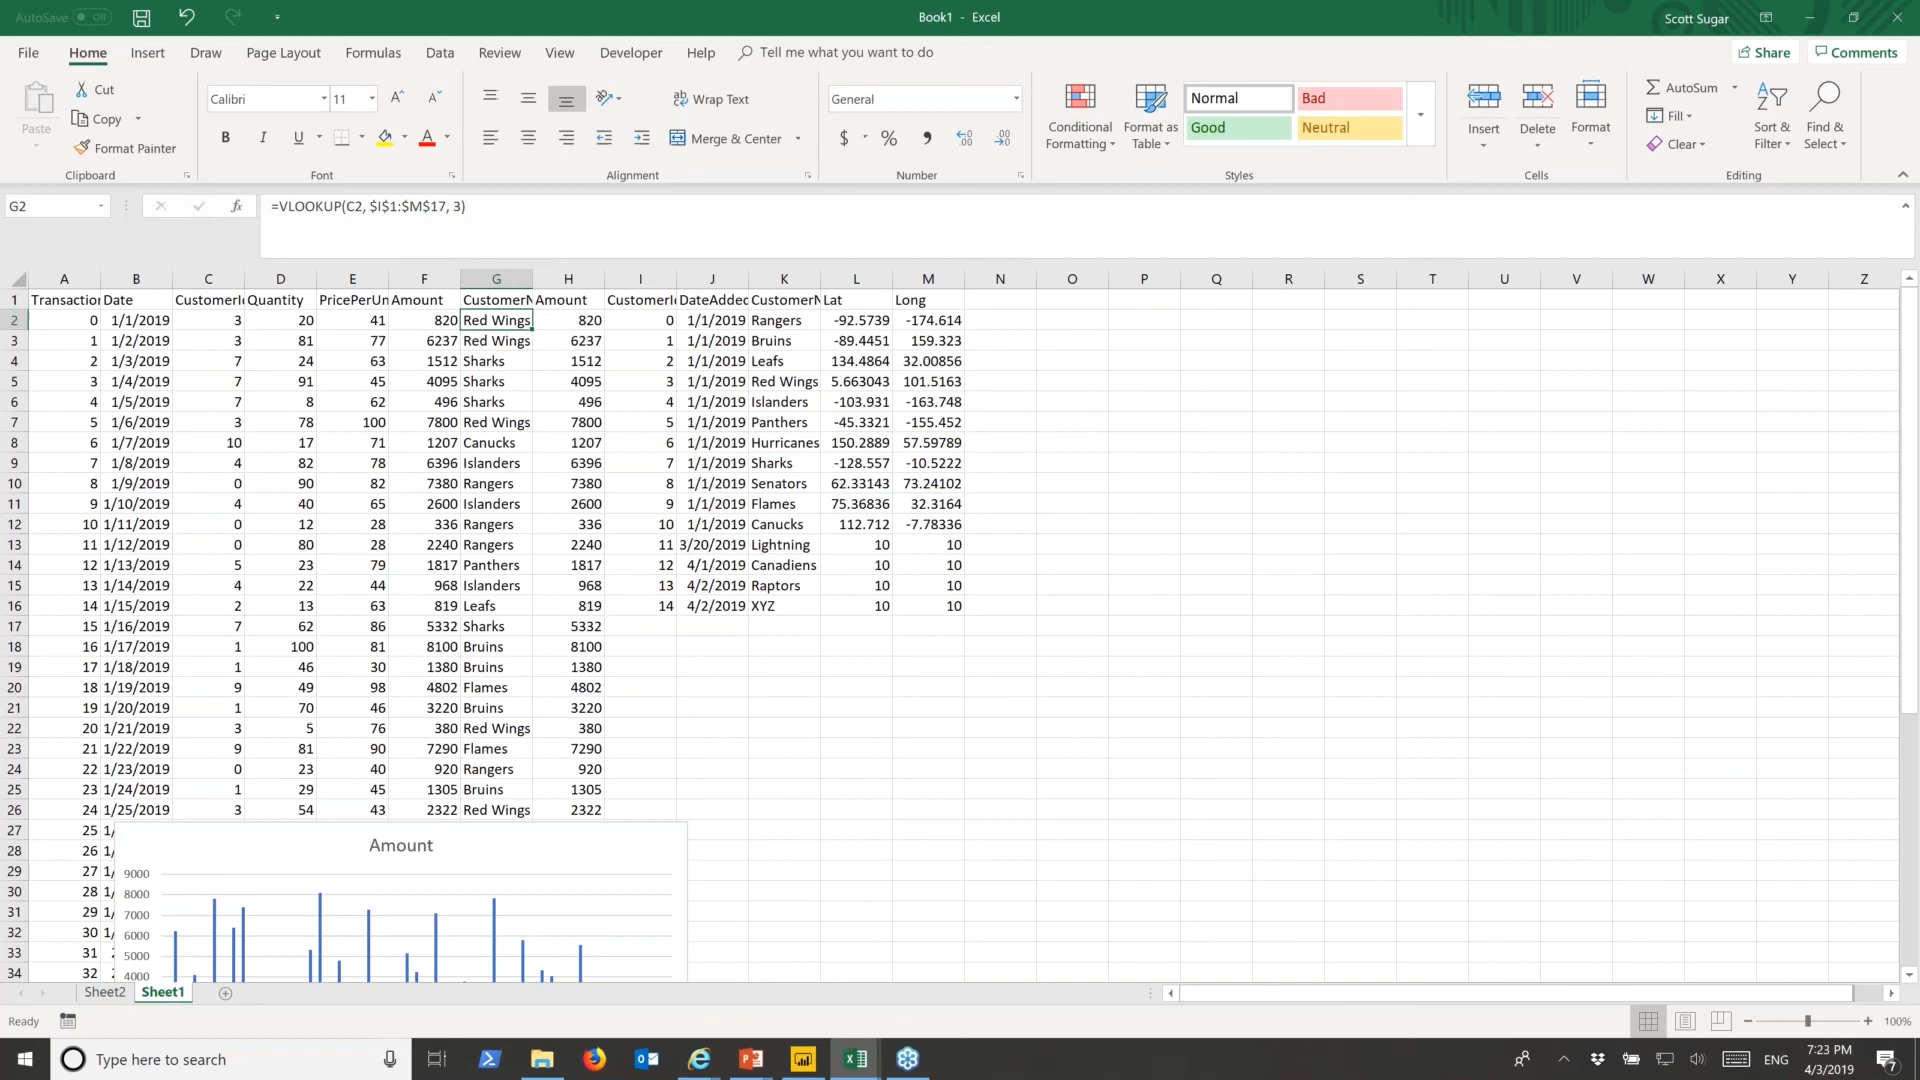 AutoSave Off
Book1 - Excel
Scott Sugar
File Home Insert Draw Page Layout Formulas Data Review View Developer Help Tell me what you want to do Share Comments
Paste
Cut
Copy
Format Painter
Clipboard
Calibri 11
B I U
Font
Wrap Text
Merge & Center
Alignment
General
$ % ,
Number
Conditional Formatting
Format as Table
Normal Bad
Good Neutral
Styles
Insert Delete Format
Cells
AutoSum
Fill
Clear
Sort & Filter
Find & Select
Editing
G2 fx =VLOOKUP(C2, $I$1:$M$17, 3)
A B C D E F G H I J K L M N O P Q R S T U V W X Y Z
1 Transaction Date CustomerId Quantity PricePerUn Amount CustomerN Amount CustomerId DateAdded CustomerN Lat Long
2 0 1/1/2019 3 20 41 820 Red Wings 820 0 1/1/2019 Rangers -92.5739 -174.614
3 1 1/2/2019 3 81 77 6237 Red Wings 6237 1 1/1/2019 Bruins -89.4451 159.323
4 2 1/3/2019 7 24 63 1512 Sharks 1512 2 1/1/2019 Leafs 134.4864 32.00856
5 3 1/4/2019 7 91 45 4095 Sharks 4095 3 1/1/2019 Red Wings 5.663043 101.5163
6 4 1/5/2019 7 8 62 496 Sharks 496 4 1/1/2019 Islanders -103.931 -163.748
7 5 1/6/2019 3 78 100 7800 Red Wings 7800 5 1/1/2019 Panthers -45.3321 -155.452
8 6 1/7/2019 10 17 71 1207 Canucks 1207 6 1/1/2019 Hurricanes 150.2889 57.59789
9 7 1/8/2019 4 82 78 6396 Islanders 6396 7 1/1/2019 Sharks -128.557 -10.5222
10 8 1/9/2019 0 90 82 7380 Rangers 7380 8 1/1/2019 Senators 62.33143 73.24102
11 9 1/10/2019 4 40 65 2600 Islanders 2600 9 1/1/2019 Flames 75.36836 32.3164
12 10 1/11/2019 0 12 28 336 Rangers 336 10 1/1/2019 Canucks 112.712 -7.78336
13 11 1/12/2019 0 80 28 2240 Rangers 2240 11 3/20/2019 Lightning 10 10
14 12 1/13/2019 5 23 79 1817 Panthers 1817 12 4/1/2019 Canadiens 10 10
15 13 1/14/2019 4 22 44 968 Islanders 968 13 4/2/2019 Raptors 10 10
16 14 1/15/2019 2 13 63 819 Leafs 819 14 4/2/2019 XYZ 10 10
17 15 1/16/2019 7 62 86 5332 Sharks 5332
18 16 1/17/2019 1 100 81 8100 Bruins 8100
19 17 1/18/2019 1 46 30 1380 Bruins 1380
20 18 1/19/2019 9 49 98 4802 Flames 4802
21 19 1/20/2019 1 70 46 3220 Bruins 3220
22 20 1/21/2019 3 5 76 380 Red Wings 380
23 21 1/22/2019 9 81 90 7290 Flames 7290
24 22 1/23/2019 0 23 40 920 Rangers 920
25 23 1/24/2019 1 29 45 1305 Bruins 1305
26 24 1/25/2019 3 54 43 2322 Red Wings 2322
27 25 1/
28 26 1/
29 27 1/
30 28 1/
31 29 1/
32 30 1/
33 31
34 32
Amount
9000
8000
7000
6000
5000
4000
Sheet2 Sheet1
Ready 100%
Type here to search
ENG
7:23 PM
4/3/2019
7